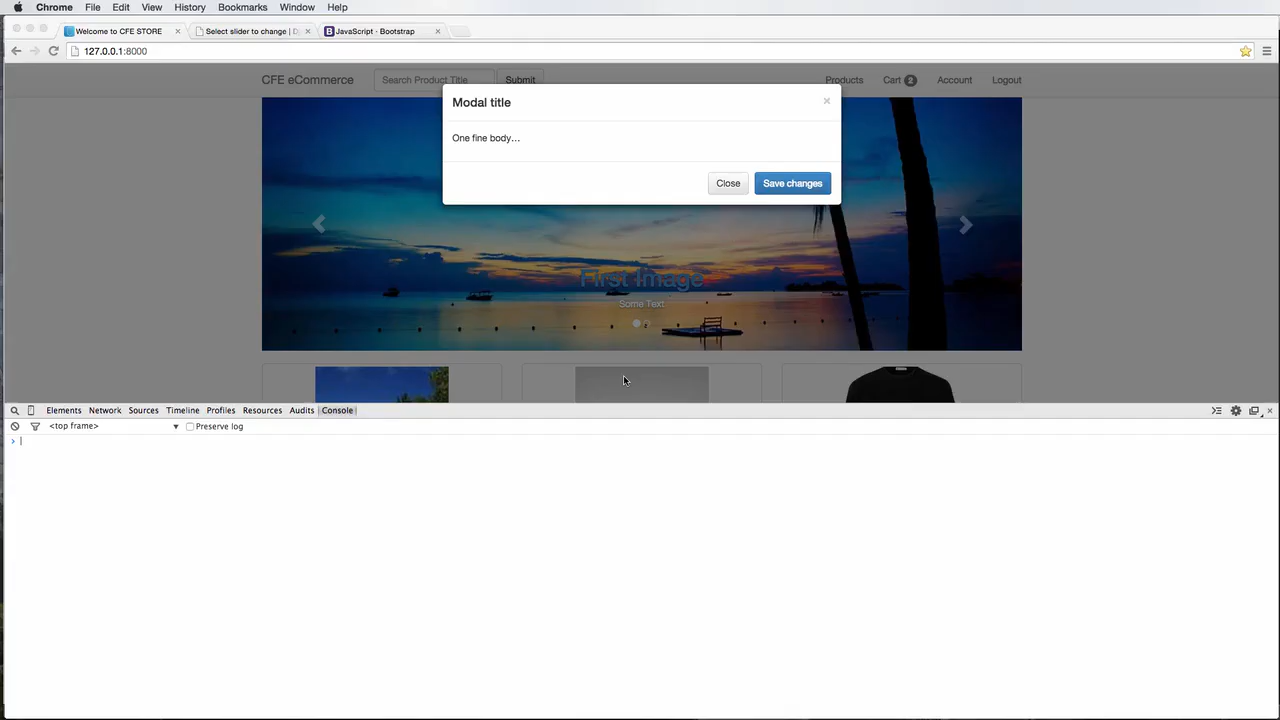 Chrome File Edit View History Bookmarks Window Help
Welcome to CFE STORE × Select slider to change | Dj × JavaScript · Bootstrap ×
127.0.0.1:8000
CFE eCommerce Search Product Title Submit Products Cart 2 Account Logout
Modal title ×
One fine body…
Close Save changes
First Image
Some Text
Elements Network Sources Timeline Profiles Resources Audits Console
<top frame> Preserve log